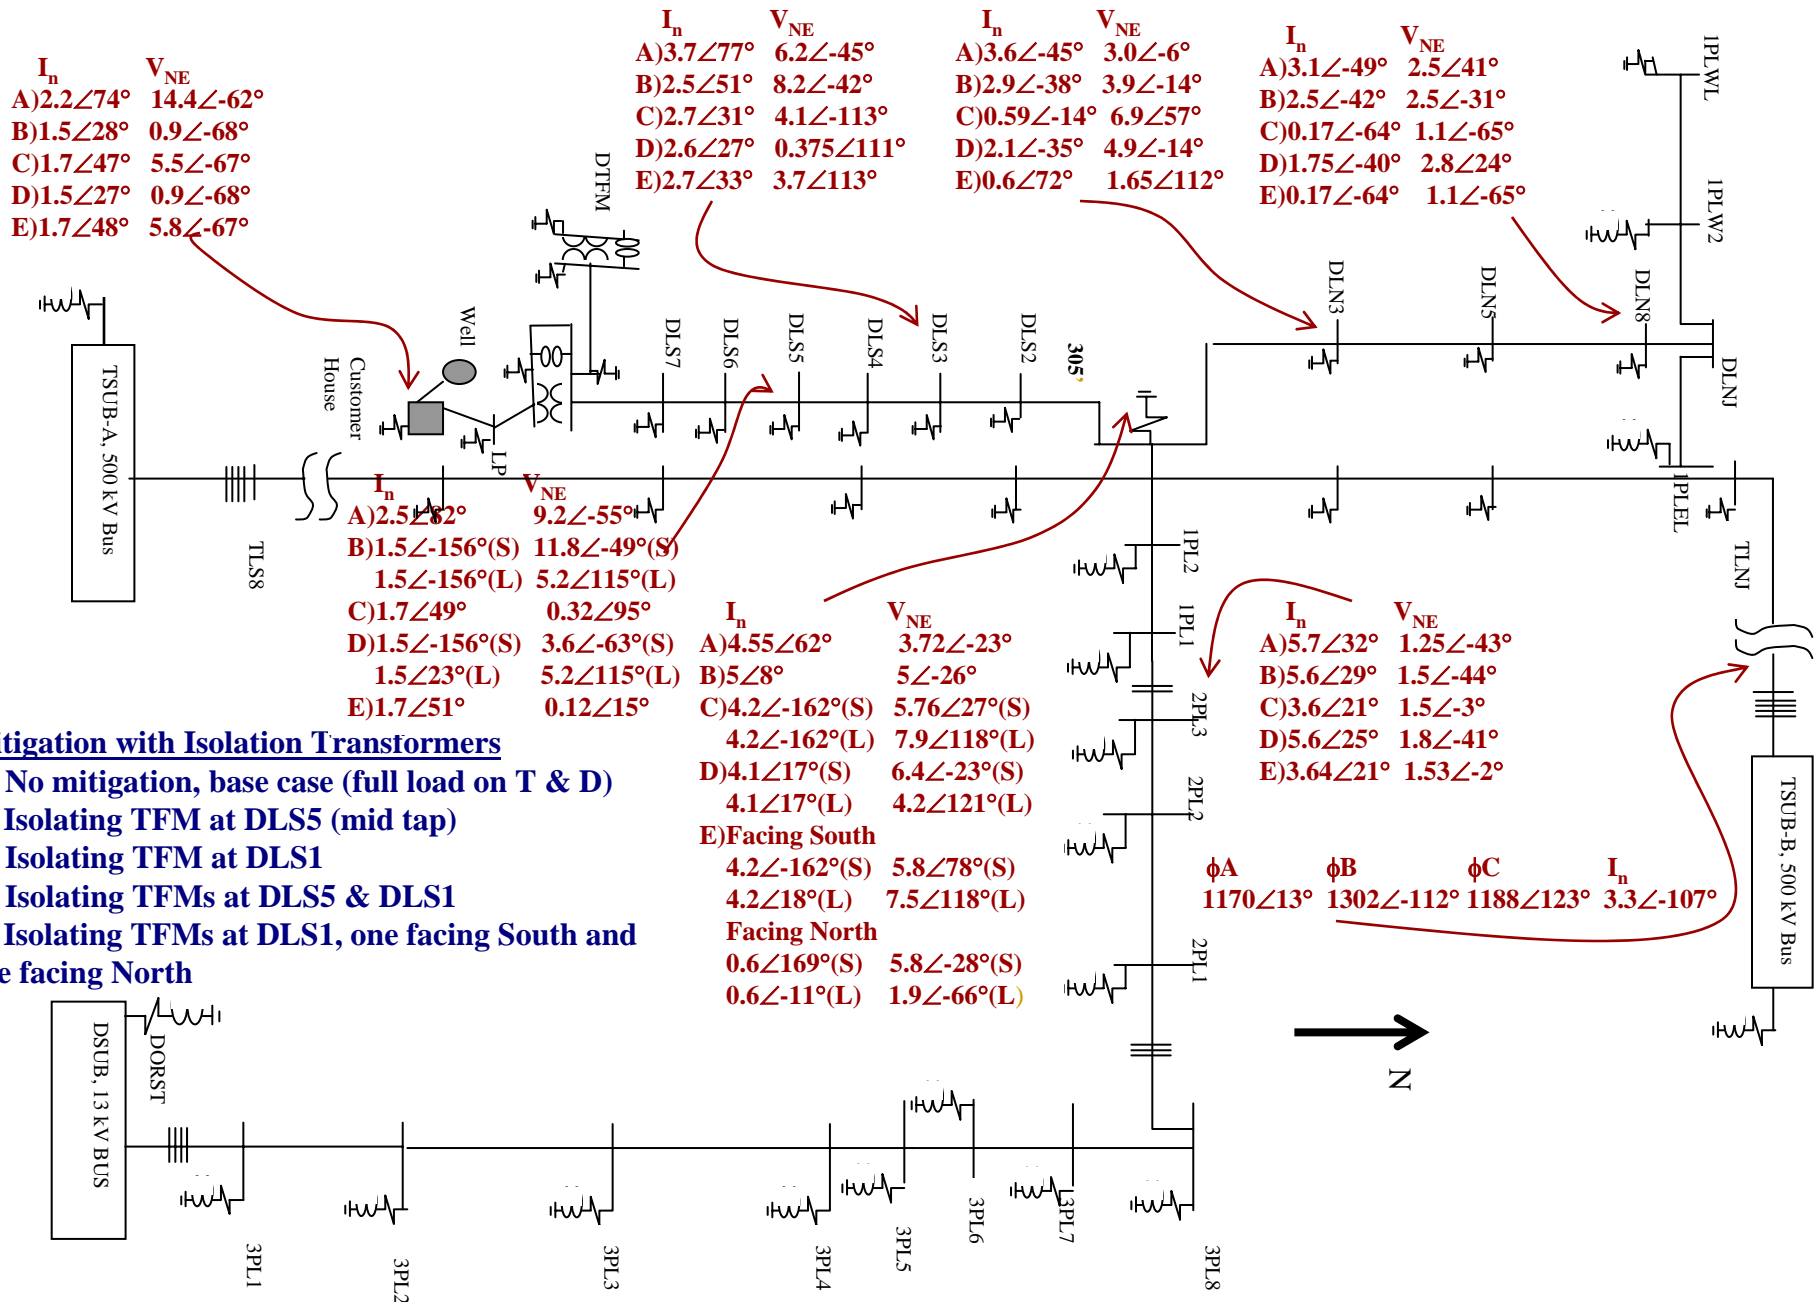 I_n V_NE
A)2.2∠74° 14.4∠-62°
B)1.5∠28° 0.9∠-68°
C)1.7∠47° 5.5∠-67°
D)1.5∠27° 0.9∠-68°
E)1.7∠48° 5.8∠-67°
I_n V_NE
A)3.7∠77° 6.2∠-45°
B)2.5∠51° 8.2∠-42°
C)2.7∠31° 4.1∠-113°
D)2.6∠27° 0.375∠111°
E)2.7∠33° 3.7∠113°
I_n V_NE
A)3.6∠-45° 3.0∠-6°
B)2.9∠-38° 3.9∠-14°
C)0.59∠-14° 6.9∠57°
D)2.1∠-35° 4.9∠-14°
E)0.6∠72° 1.65∠112°
I_n V_NE
A)3.1∠-49° 2.5∠41°
B)2.5∠-42° 2.5∠-31°
C)0.17∠-64° 1.1∠-65°
D)1.75∠-40° 2.8∠24°
E)0.17∠-64° 1.1∠-65°
1PLWL
1PLW2
DTFM
DLN3
DLN5
DLN8
DLNJ
Well
DLS7
DLS6
DLS5
DLS4
DLS3
DLS2
305'
Customer
House
LP
TSUB-A, 500 kV Bus
TLS8
1PLEL
TLNJ
I_n V_NE
A)2.5∠82° 9.2∠-55°
B)1.5∠-156°(S) 11.8∠-49°(S)
1.5∠-156°(L) 5.2∠115°(L)
C)1.7∠49° 0.32∠95°
D)1.5∠-156°(S) 3.6∠-63°(S)
1.5∠23°(L) 5.2∠115°(L)
E)1.7∠51° 0.12∠15°
I_n V_NE
A)4.55∠62° 3.72∠-23°
B)5∠8° 5∠-26°
C)4.2∠-162°(S) 5.76∠27°(S)
4.2∠-162°(L) 7.9∠118°(L)
D)4.1∠17°(S) 6.4∠-23°(S)
4.1∠17°(L) 4.2∠121°(L)
E)Facing South
4.2∠-162°(S) 5.8∠78°(S)
4.2∠18°(L) 7.5∠118°(L)
Facing North
0.6∠169°(S) 5.8∠-28°(S)
0.6∠-11°(L) 1.9∠-66°(L)
1PL2
1PL1
2PL3
2PL2
2PL1
I_n V_NE
A)5.7∠32° 1.25∠-43°
B)5.6∠29° 1.5∠-44°
C)3.6∠21° 1.5∠-3°
D)5.6∠25° 1.8∠-41°
E)3.64∠21° 1.53∠-2°
ϕA ϕB ϕC I_n
1170∠13° 1302∠-112° 1188∠123° 3.3∠-107°
TSUB-B, 500 kV Bus
itigation with Isolation Transformers
No mitigation, base case (full load on T & D)
Isolating TFM at DLS5 (mid tap)
Isolating TFM at DLS1
Isolating TFMs at DLS5 & DLS1
Isolating TFMs at DLS1, one facing South and
e facing North
N
DSUB, 13 kV BUS
DORST
3PL1
3PL2
3PL3
3PL4
3PL5
3PL6
3PL7
3PL8